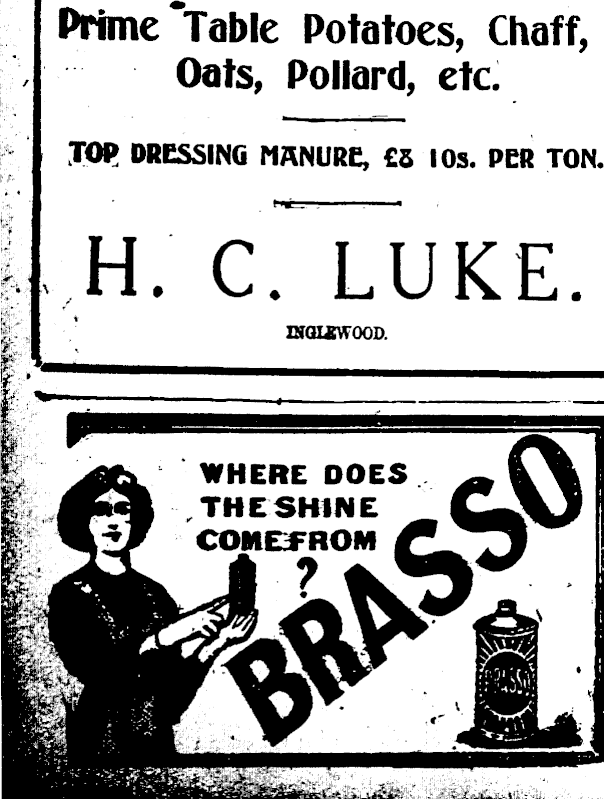 Prime Table Potatoes, Chaff,
Oats, Pollard, etc.
TOP DRESSING MANURE, £3 10s. PER TON.
H. C. LUKE.
INGLEWOOD.
WHERE DOES
THE SHINE
COME FROM
?
BRASSO
BRASSO